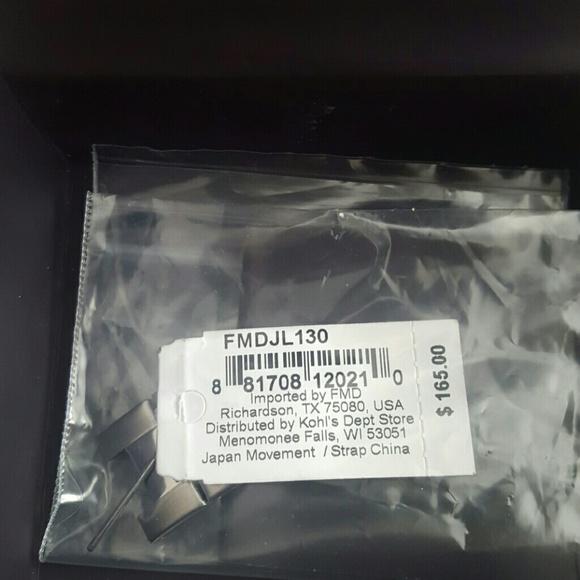 FMDJL130
8 81708 12021 0
Imported by FMD
Richardson, TX 75080, USA
Distributed by Kohl's Dept Store
Menomonee Falls, WI 53051
Japan Movement / Strap China
$ 165.00